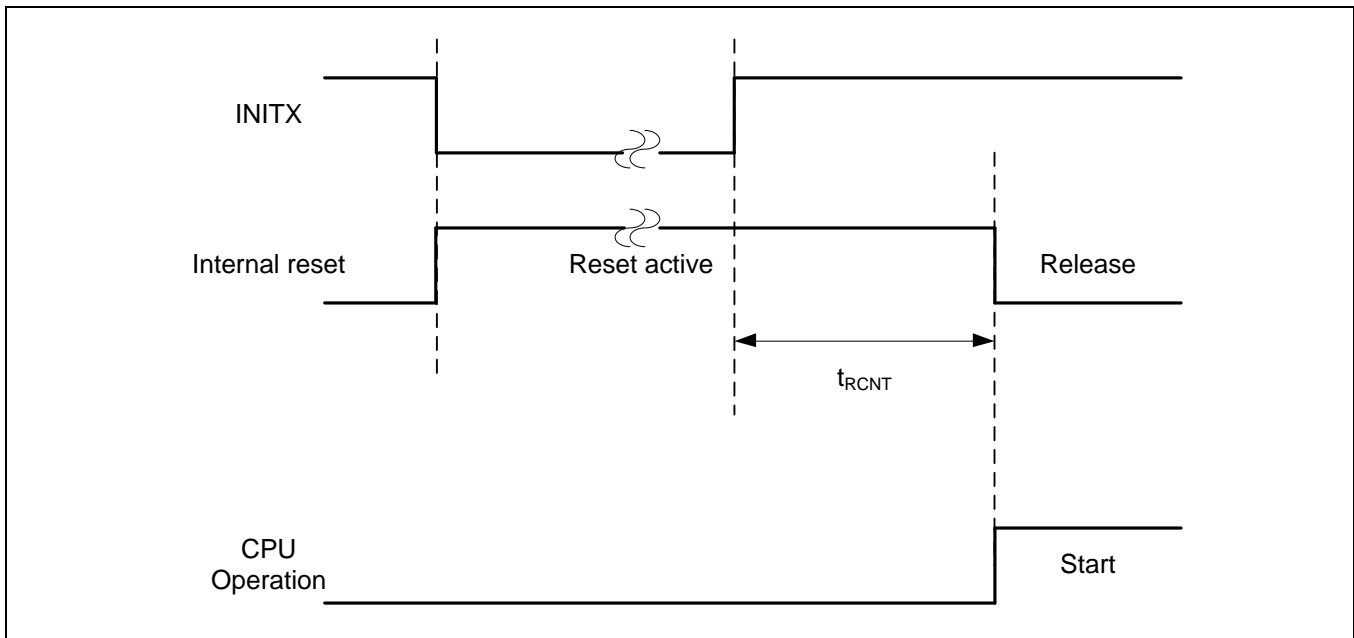 INITX
Internal reset
Reset active
Release
tRCNT
CPU
Operation
Start